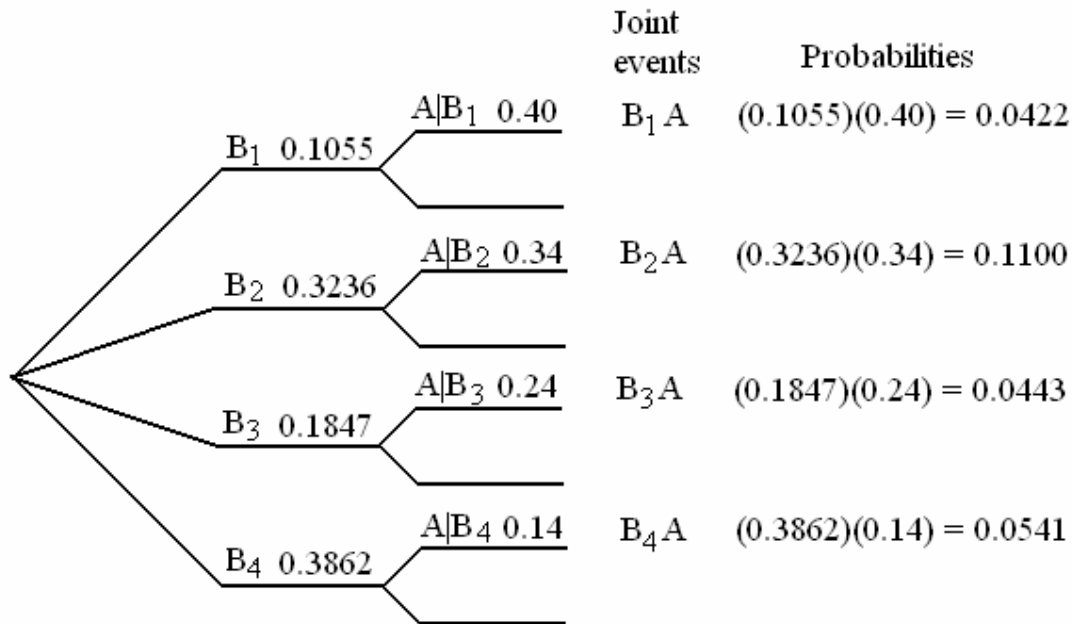 Joint
events
Probabilities
A|B₁ 0.40
B₁ A
(0.1055)(0.40) = 0.0422
B₁ 0.1055
A|B₂ 0.34
B₂ A
(0.3236)(0.34) = 0.1100
B₂ 0.3236
A|B₃ 0.24
B₃ A
(0.1847)(0.24) = 0.0443
B₃ 0.1847
A|B₄ 0.14
B₄ A
(0.3862)(0.14) = 0.0541
B₄ 0.3862